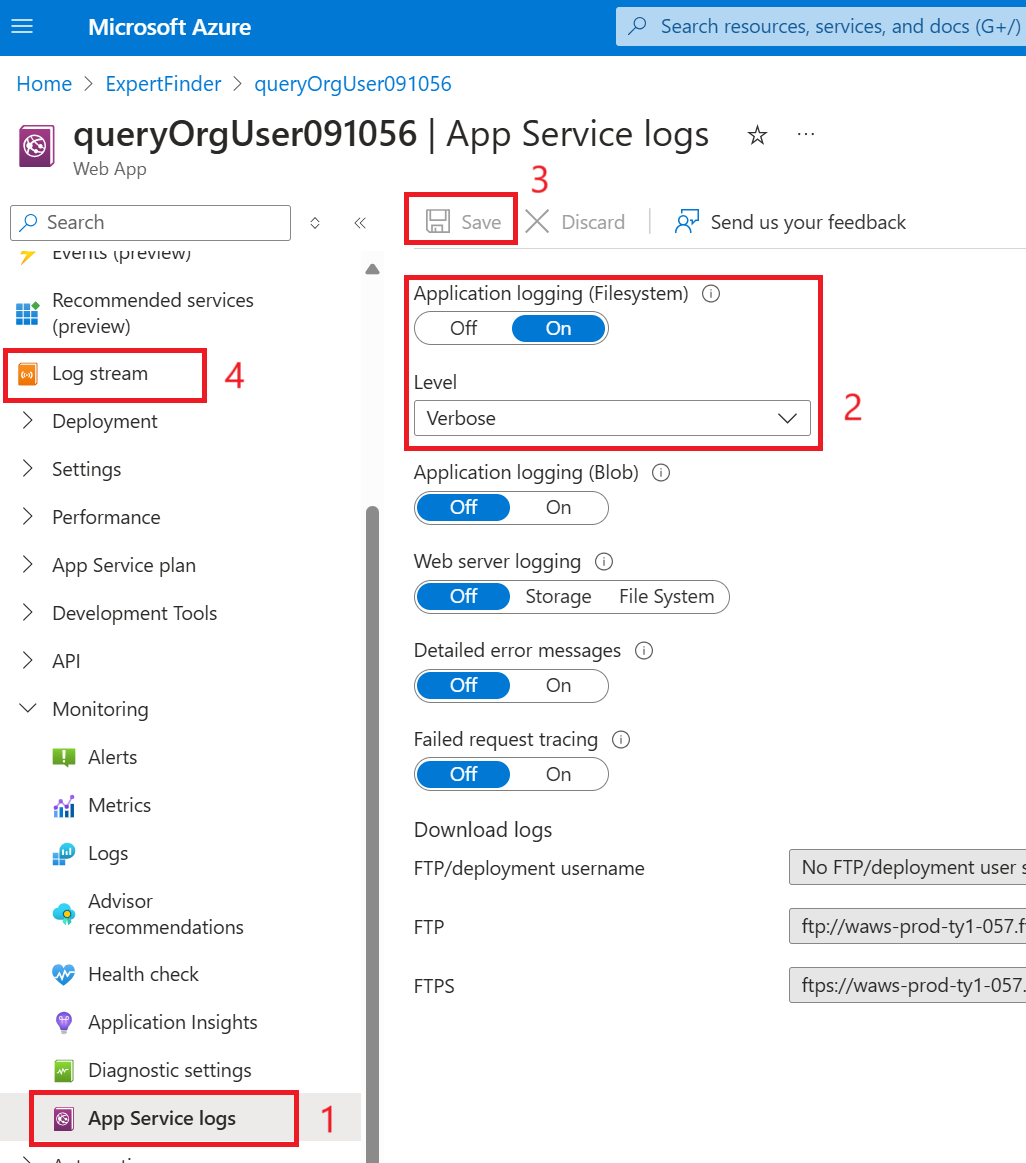 Microsoft Azure
Search resources, services, and docs (G+/)
Home > ExpertFinder > queryOrgUser091056
queryOrgUser091056 | App Service logs
Web App
3
Search
Save
Discard
Send us your feedback
Events (preview)
Recommended services
(preview)
Log stream
4
Deployment
Settings
Performance
App Service plan
Development Tools
API
Monitoring
Alerts
Metrics
Logs
Advisor
recommendations
Health check
Application Insights
Diagnostic settings
App Service logs
1
Application logging (Filesystem)
Off On
Level
Verbose
2
Application logging (Blob)
Off On
Web server logging
Off Storage File System
Detailed error messages
Off On
Failed request tracing
Off On
Download logs
FTP/deployment username
No FTP/deployment user
FTP
ftp://waws-prod-ty1-057.f
FTPS
ftps://waws-prod-ty1-057.